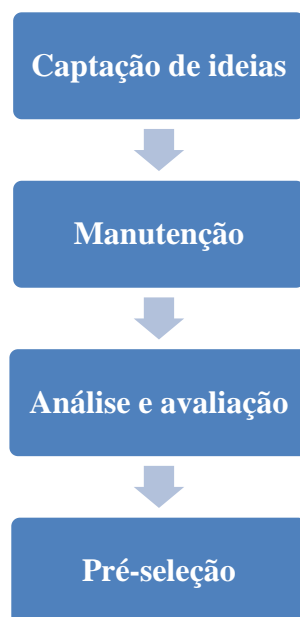 Captação de ideias
Manutenção
Análise e avaliação
Pré-seleção